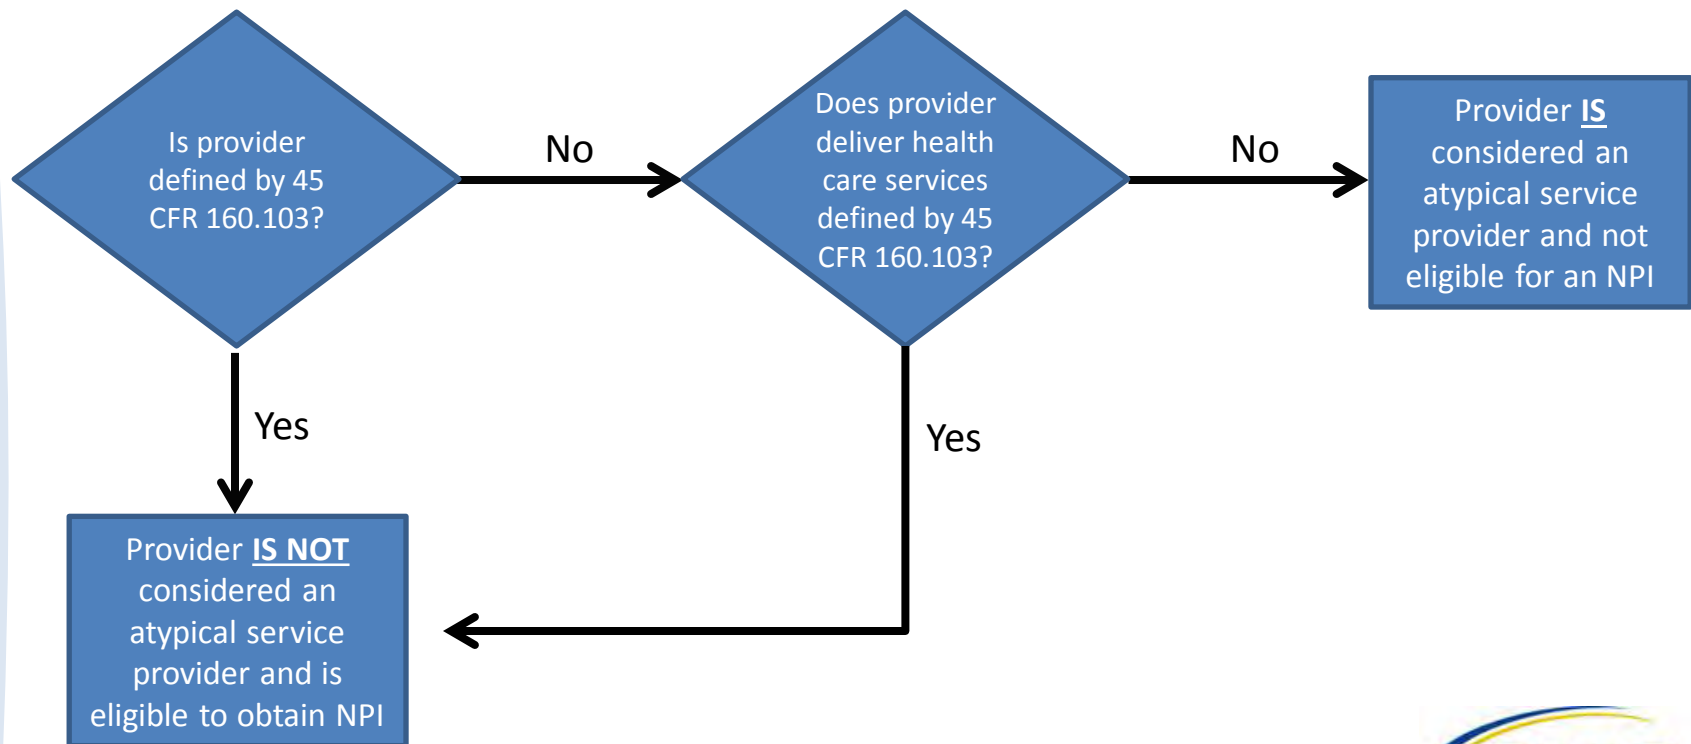 Is provider
defined by 45
CFR 160.103?
No
Does provider
deliver health
care services
defined by 45
CFR 160.103?
No
Provider IS
considered an
atypical service
provider and not
eligible for an NPI
Yes
Yes
Provider IS NOT
considered an
atypical service
provider and is
eligible to obtain NPI